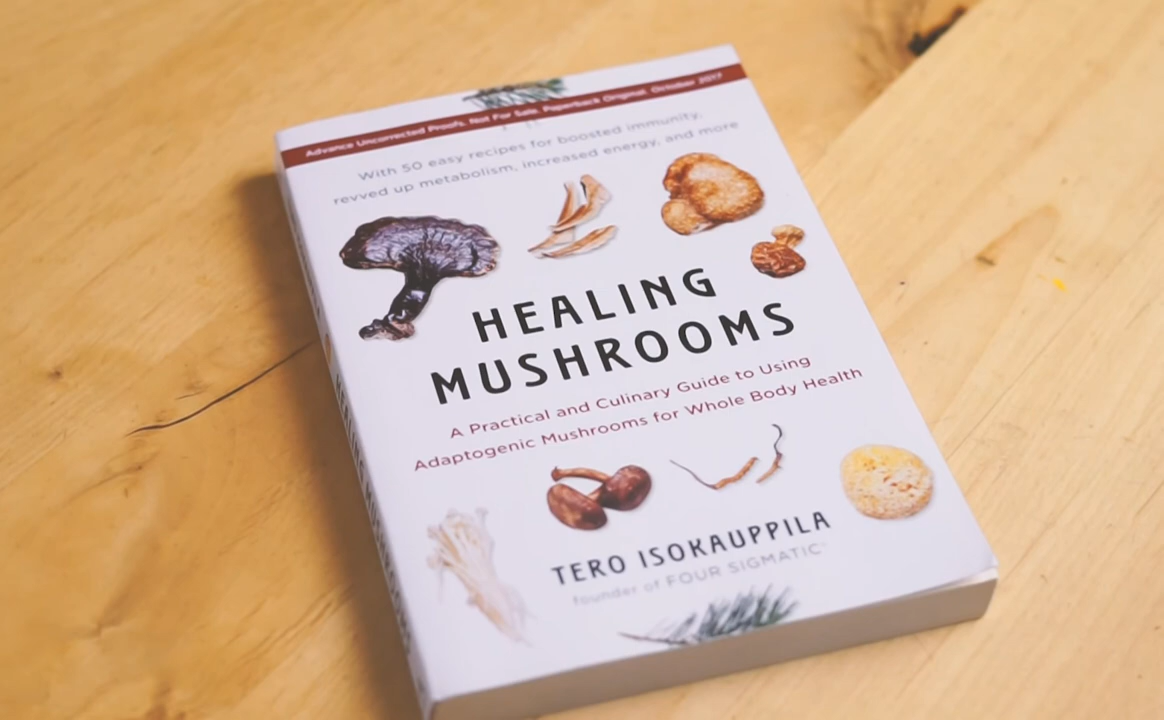 Advance Uncorrected Proofs. Not For Sale. Paperback Original. October 2017
With 50 easy recipes for boosted immunity,
revved up metabolism, increased energy, and more
HEALING
MUSHROOMS
A Practical and Culinary Guide to Using
Adaptogenic Mushrooms for Whole Body Health
TERO ISOKAUPPILA
founder of FOUR SIGMATIC